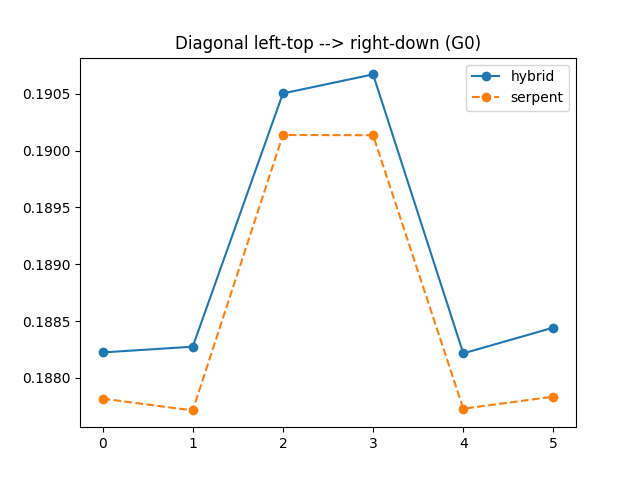 Diagonal left-top --> right-down (G0)
hybrid
serpent
0.1905
0.1900
0.1895
0.1890
0.1885
0.1880
0 1 2 3 4 5